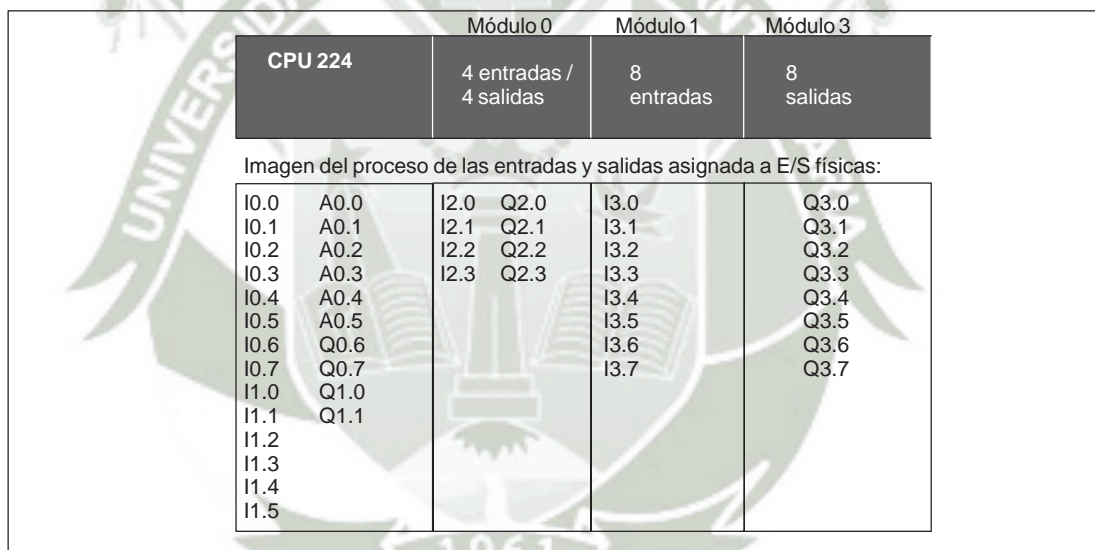 Módulo 0 Módulo 1 Módulo 3
CPU 224
4 entradas /
4 salidas
8
entradas
8
salidas
Imagen del proceso de las entradas y salidas asignada a E/S físicas:
I0.0 A0.0 I2.0 Q2.0 I3.0 Q3.0
I0.1 A0.1 I2.1 Q2.1 I3.1 Q3.1
I0.2 A0.2 I2.2 Q2.2 I3.2 Q3.2
I0.3 A0.3 I2.3 Q2.3 I3.3 Q3.3
I0.4 A0.4 I3.4 Q3.4
I0.5 A0.5 I3.5 Q3.5
I0.6 Q0.6 I3.6 Q3.6
I0.7 Q0.7 I3.7 Q3.7
I1.0 Q1.0
I1.1 Q1.1
I1.2
I1.3
I1.4
I1.5
1961